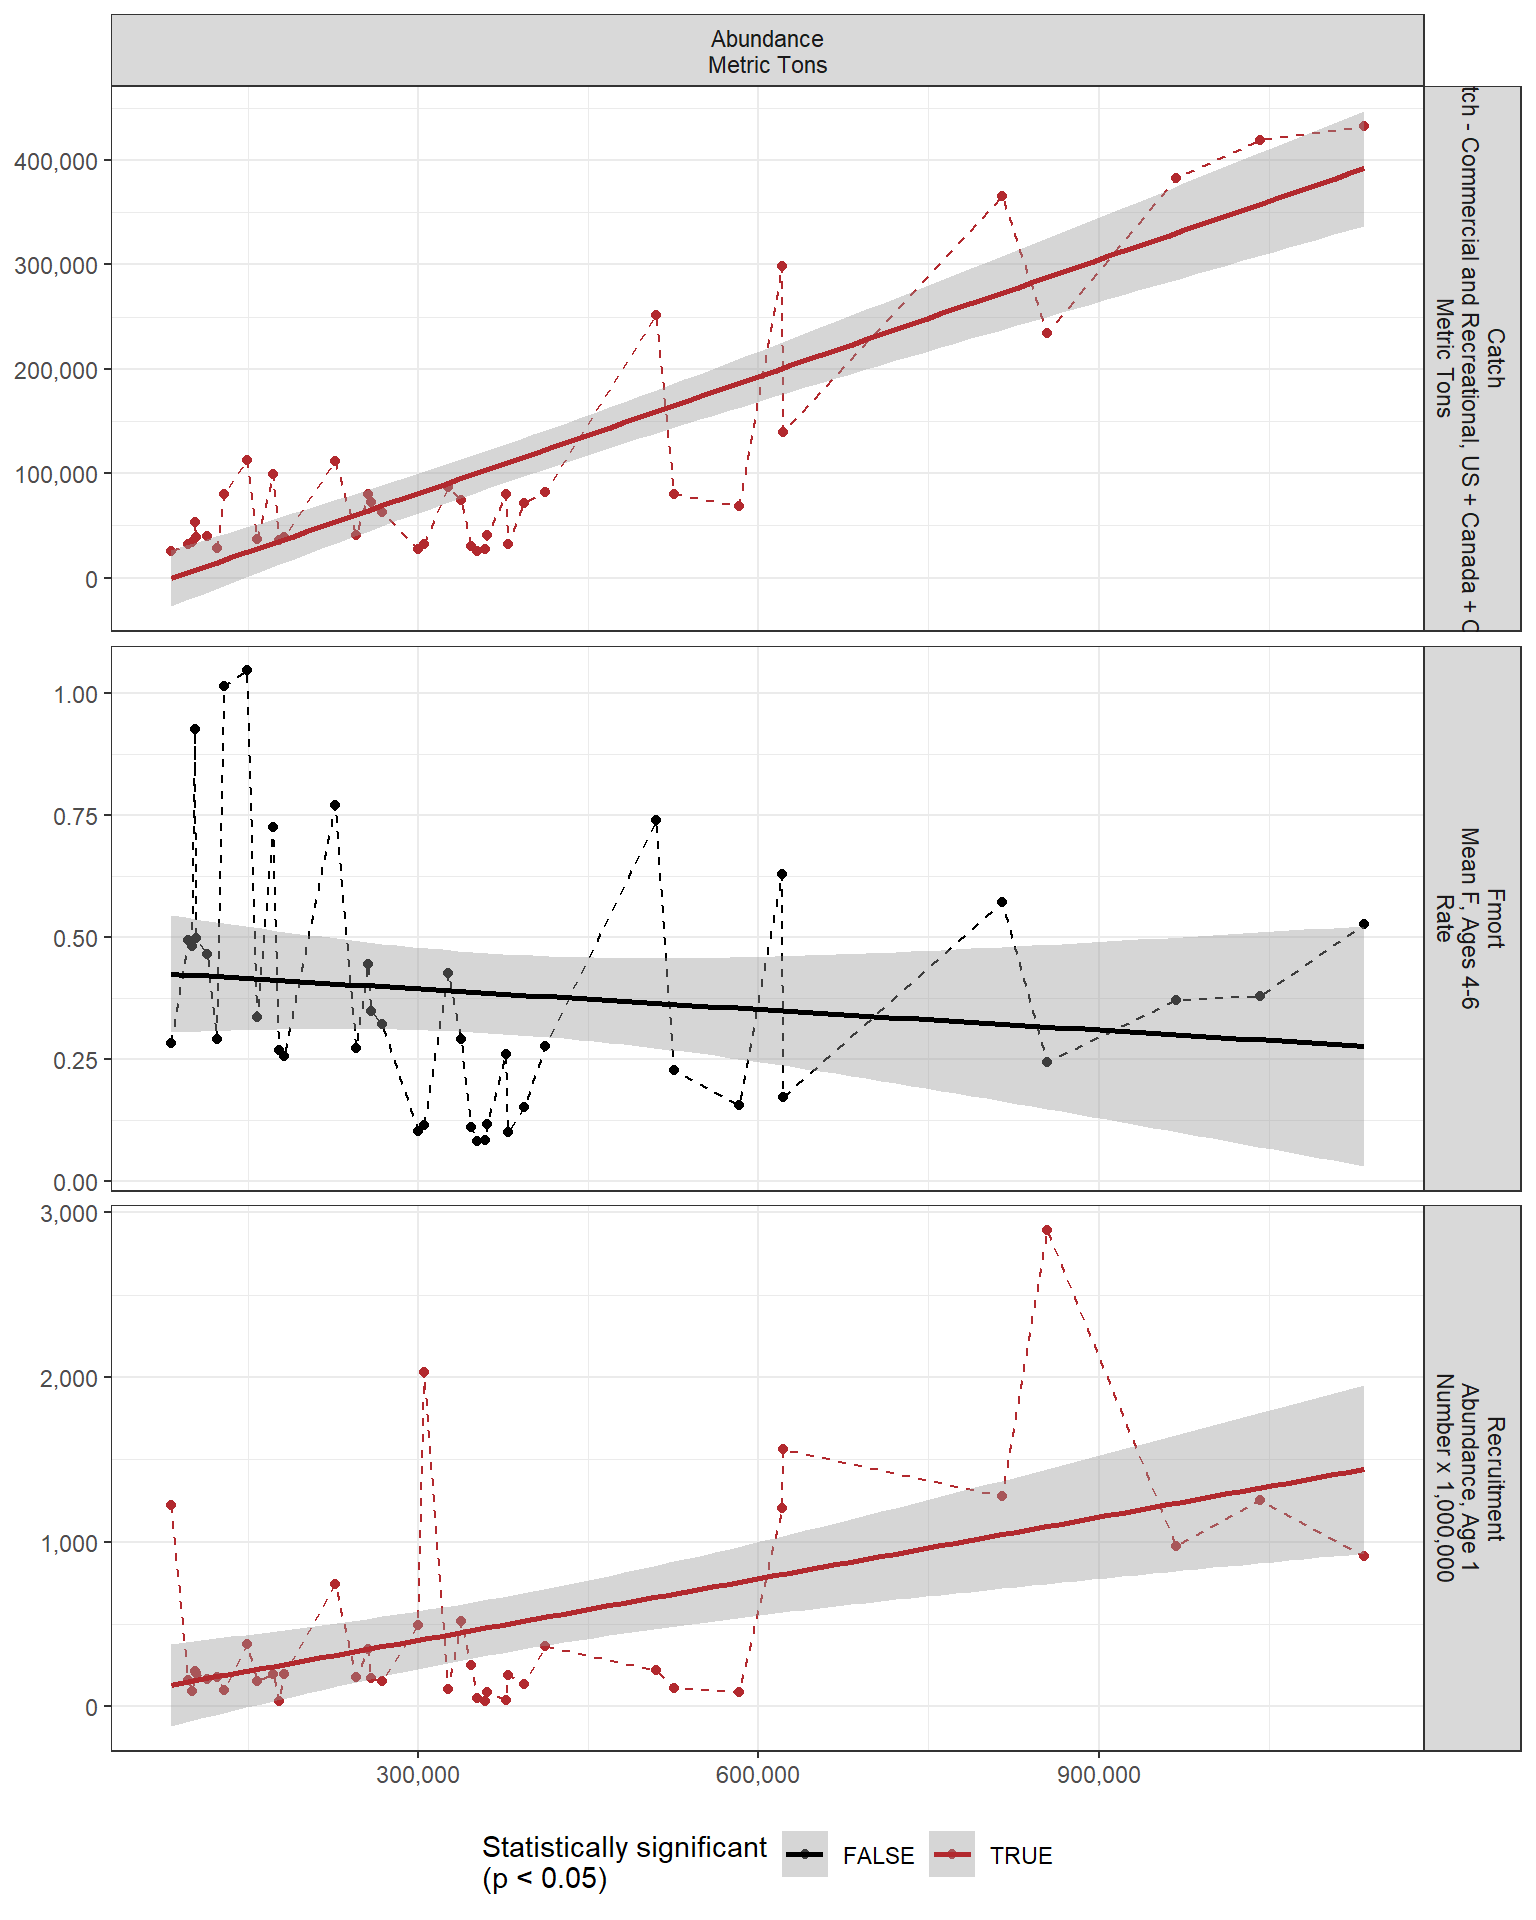 Abundance
Metric Tons
400,000
300,000
200,000
100,000
0
Catch
tch - Commercial and Recreational, US + Canada +
Metric Tons
1.00
0.75
0.50
0.25
0.00
Fmort
Mean F, Ages 4-6
Rate
3,000
2,000
1,000
0
Recruitment
Abundance, Age 1
Number x 1,000,000
300,000
600,000
900,000
Statistically significant
(p < 0.05)
FALSE
TRUE